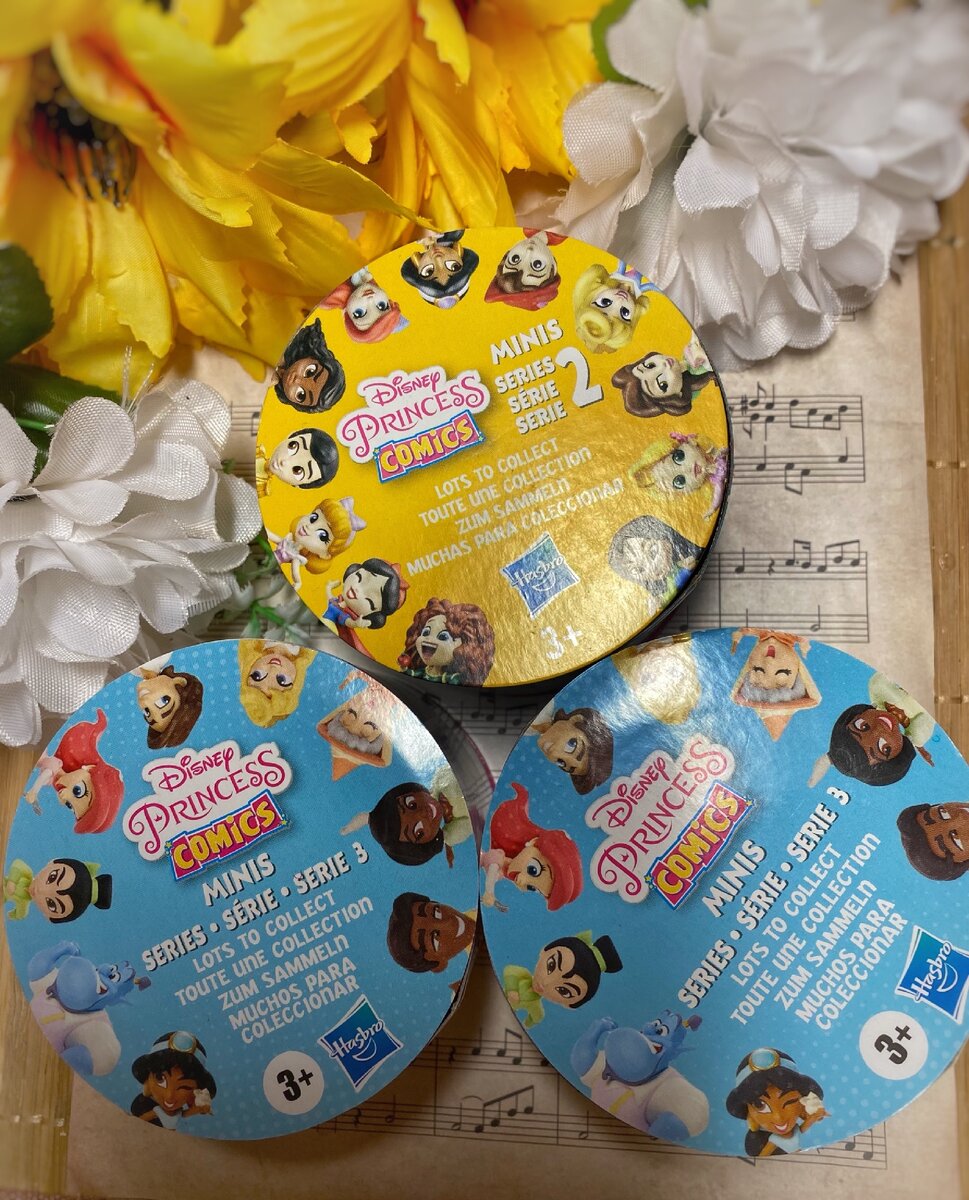 Disney
PRINCESS
COMICS
MINIS
SERIES
SÉRIE
SERIE
2
LOTS TO COLLECT
TOUTE UNE COLLECTION
ZUM SAMMELN
MUCHAS PARA COLECCIONAR
Hasbro
3+
Disney
PRINCESS
COMICS
MINIS
SERIES • SÉRIE • SERIE 3
LOTS TO COLLECT
TOUTE UNE COLLECTION
ZUM SAMMELN
MUCHOS PARA
COLECCIONAR
Hasbro
3+
Disney
PRINCESS
COMICS
MINIS
SERIES • SÉRIE • SERIE 3
LOTS TO COLLECT
TOUTE UNE COLLECTION
ZUM SAMMELN
MUCHOS PARA
COLECCIONAR
Hasbro
3+